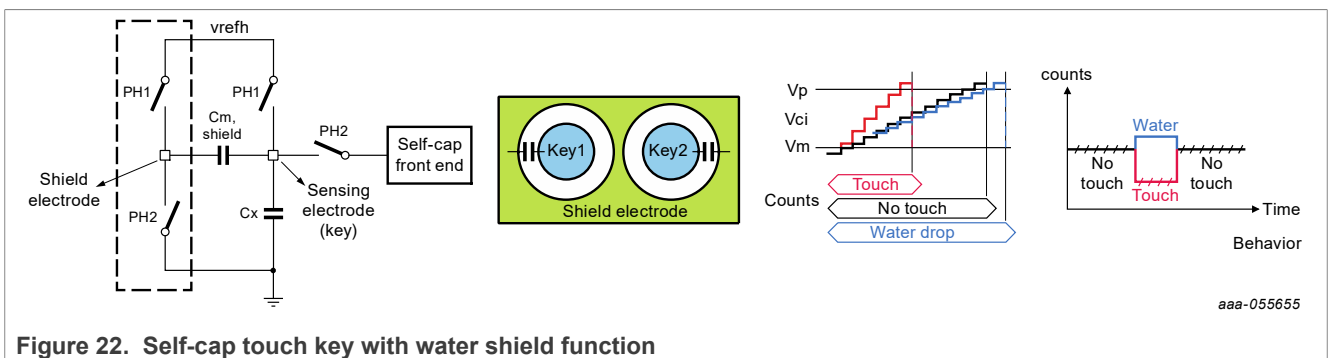 vrefh
PH1
PH1
Cm,
shield
PH2
Self-cap
front end
Shield
electrode
PH2
Cx
Sensing
electrode
(key)
Key1
Key2
Shield electrode
Vp
Vci
Vm
Counts
Touch
No touch
Water drop
counts
Water
No
touch
Touch
No
touch
Time
Behavior
aaa-055655
Figure 22. Self-cap touch key with water shield function